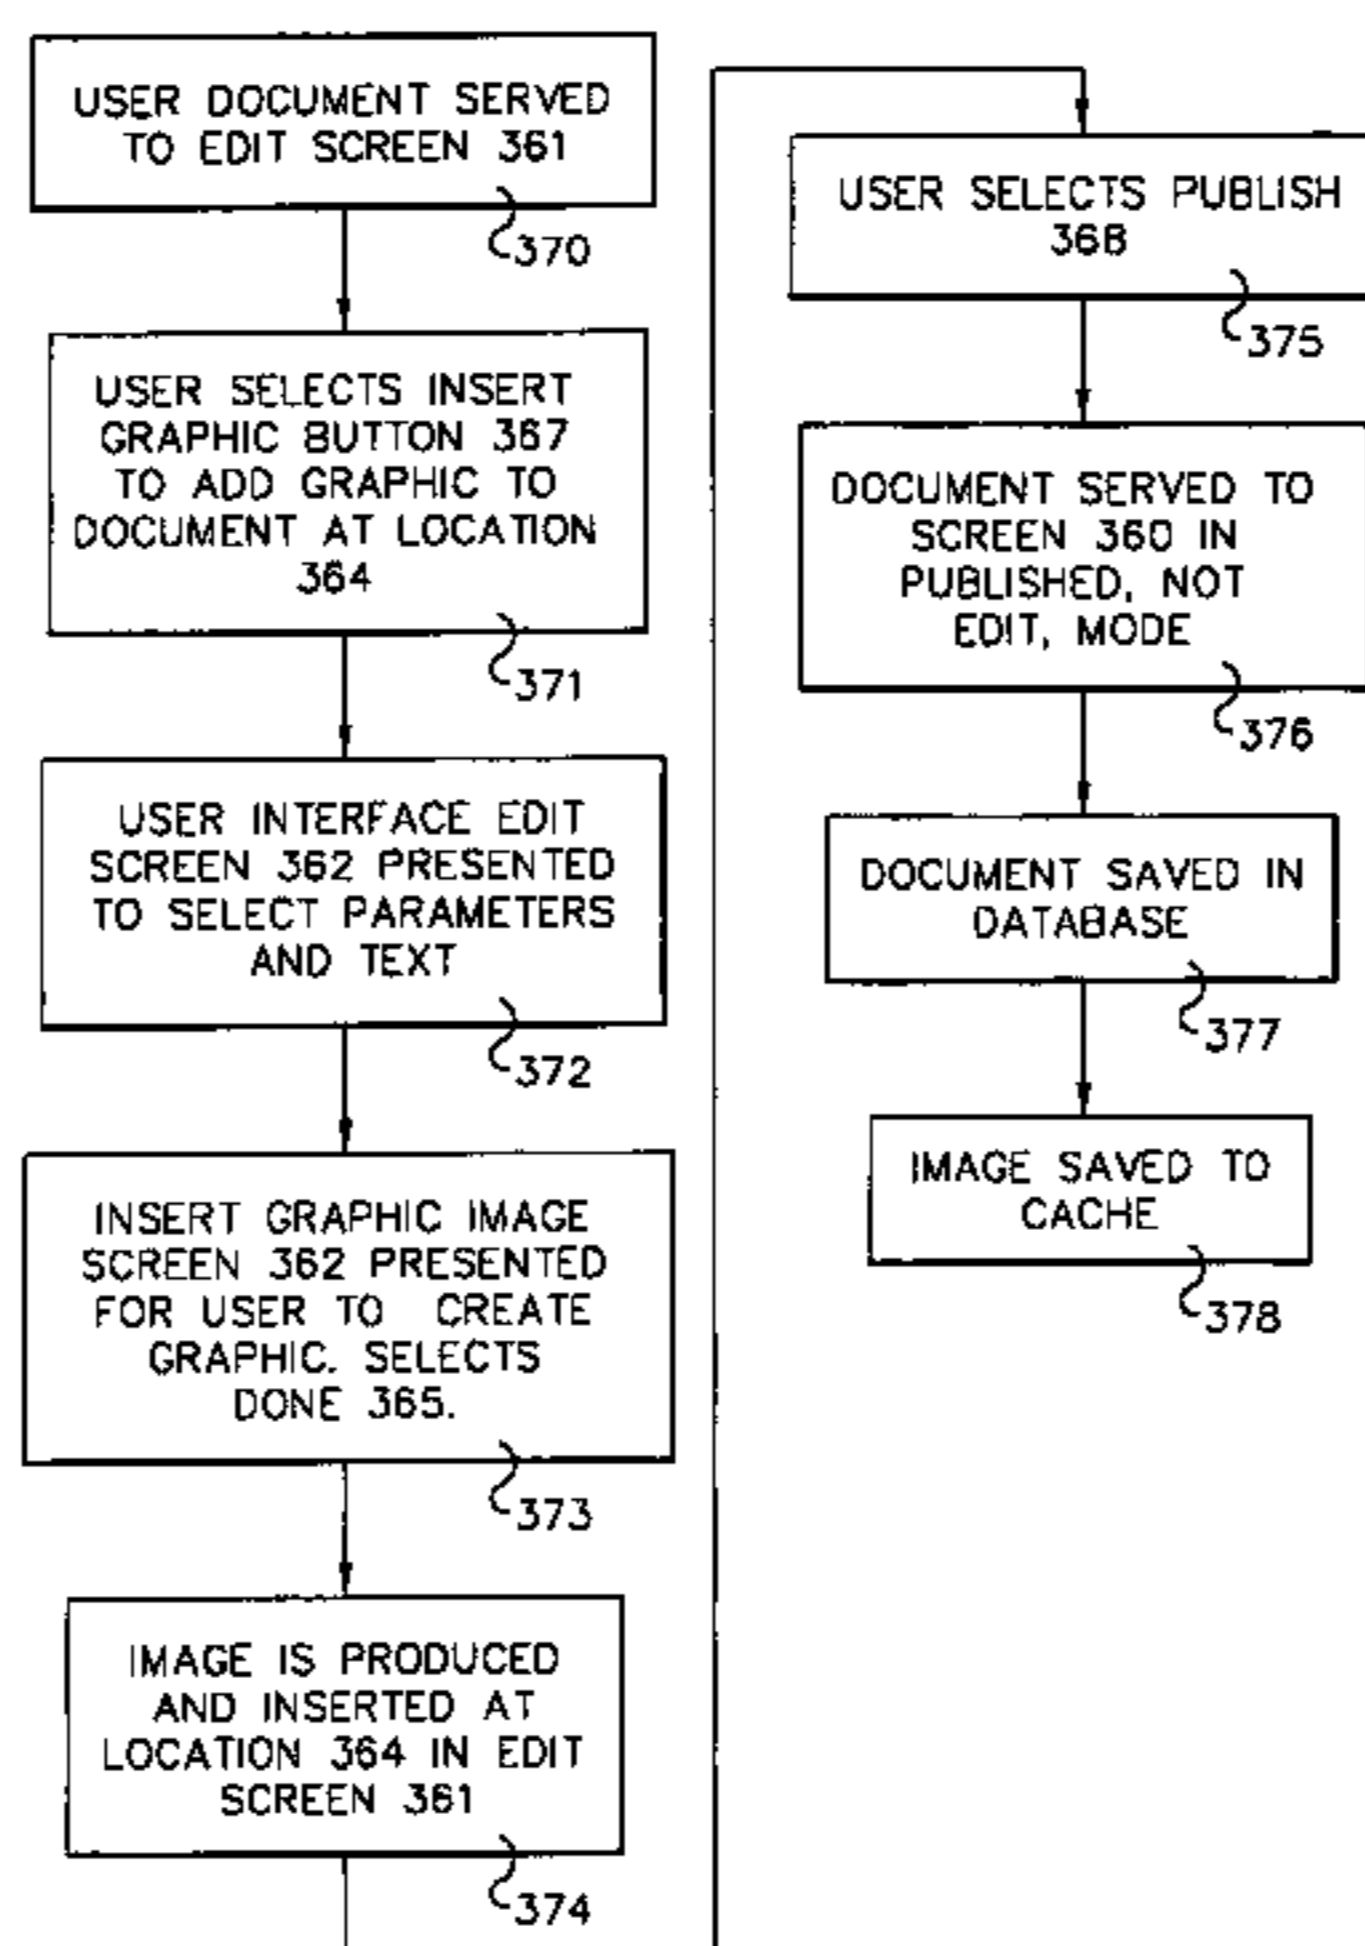 USER DOCUMENT SERVED
TO EDIT SCREEN 361
370
USER SELECTS INSERT
GRAPHIC BUTTON 367
TO ADD GRAPHIC TO
DOCUMENT AT LOCATION
364
371
USER INTERFACE EDIT
SCREEN 362 PRESENTED
TO SELECT PARAMETERS
AND TEXT
372
INSERT GRAPHIC IMAGE
SCREEN 362 PRESENTED
FOR USER TO CREATE
GRAPHIC. SELECTS
DONE 365.
373
IMAGE IS PRODUCED
AND INSERTED AT
LOCATION 364 IN EDIT
SCREEN 361
374
USER SELECTS PUBLISH
368
375
DOCUMENT SERVED TO
SCREEN 360 IN
PUBLISHED, NOT
EDIT, MODE
376
DOCUMENT SAVED IN
DATABASE
377
IMAGE SAVED TO
CACHE
378